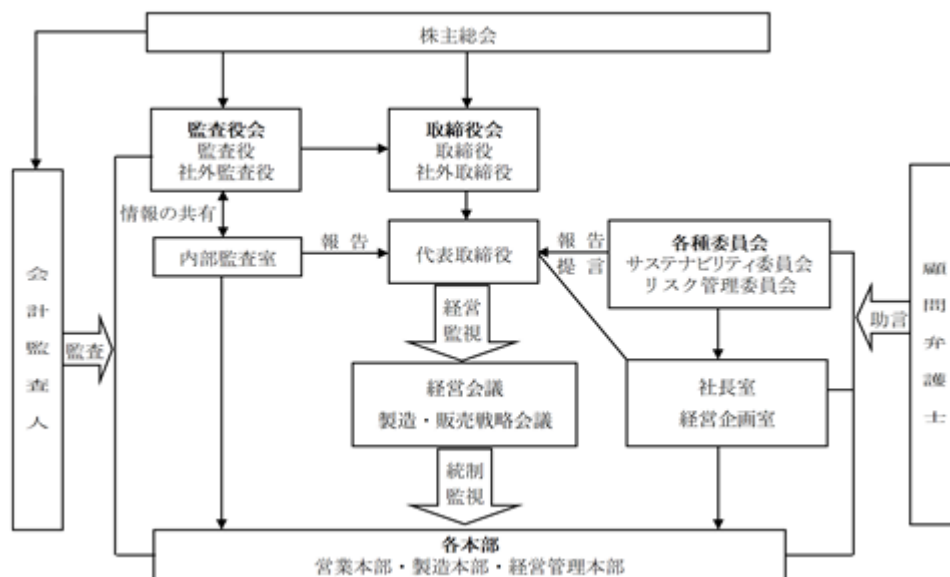 株主総会
監査役会
監査役
社外監査役
取締役会
取締役
社外取締役
情報の共有
内部監査室
報告
代表取締役
報告
提言
各種委員会
サステナビリティ委員会
リスク管理委員会
会計監査人
監査
経営
監視
助言
顧問弁護士
経営会議
製造・販売戦略会議
社長室
経営企画室
統制
監視
各本部
営業本部・製造本部・経営管理本部